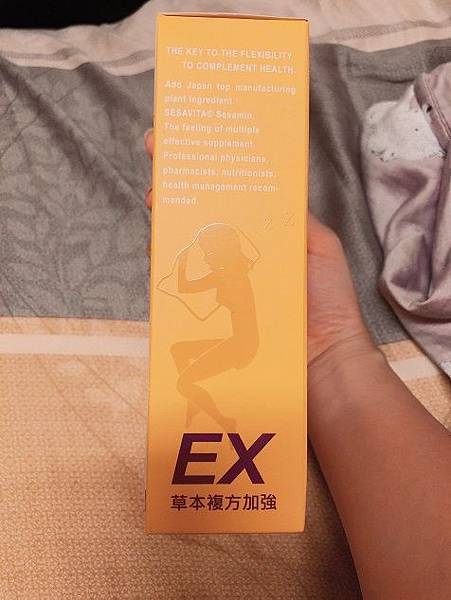 THE KEY TO THE FLEXIBILITY
TO COMPLEMENT HEALTH.
Add Japan top manufacturing
plant ingredient.
SESAVITA® Sesamin.
The feeling of multiple
effective supplement.
Professional physicians,
pharmacists, nutritionists,
health management recom-
mended.
Z Z
EX
草本複方加強